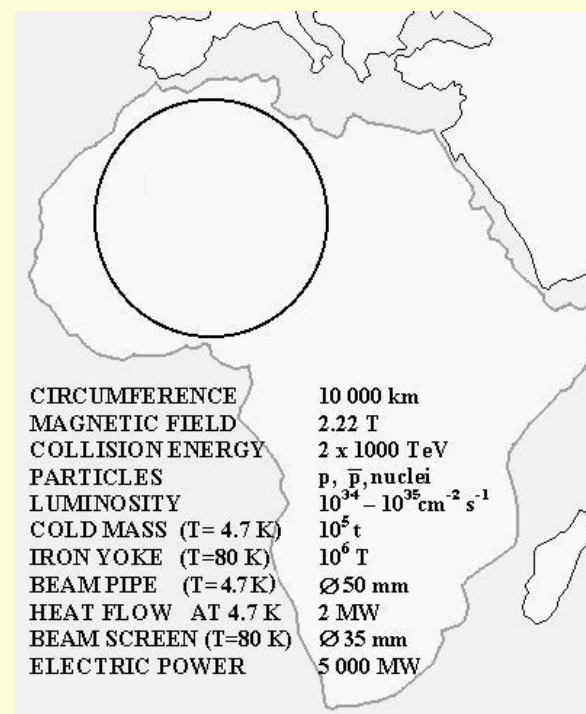 CIRCUMFERENCE 10 000 km
MAGNETIC FIELD 2.22 T
COLLISION ENERGY 2 x 1000 TeV
PARTICLES p, p̅, nuclei
LUMINOSITY 10³⁴ – 10³⁵cm⁻² s⁻¹
COLD MASS (T= 4.7 K) 10⁵ t
IRON YOKE (T=80 K) 10⁶ T
BEAM PIPE (T=4.7K) Ø 50 mm
HEAT FLOW AT 4.7 K 2 MW
BEAM SCREEN (T=80 K) Ø 35 mm
ELECTRIC POWER 5 000 MW